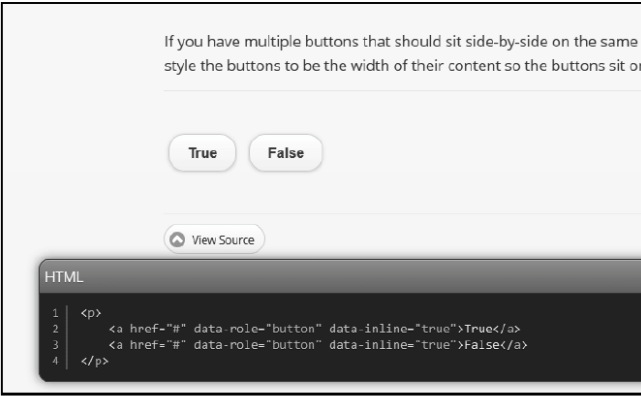 If you have multiple buttons that should sit side-by-side on the same
style the buttons to be the width of their content so the buttons sit
True False
View Source
HTML
1 <p>
2     <a href="#" data-role="button" data-inline="true">True</a>
3     <a href="#" data-role="button" data-inline="true">False</a>
4 </p>